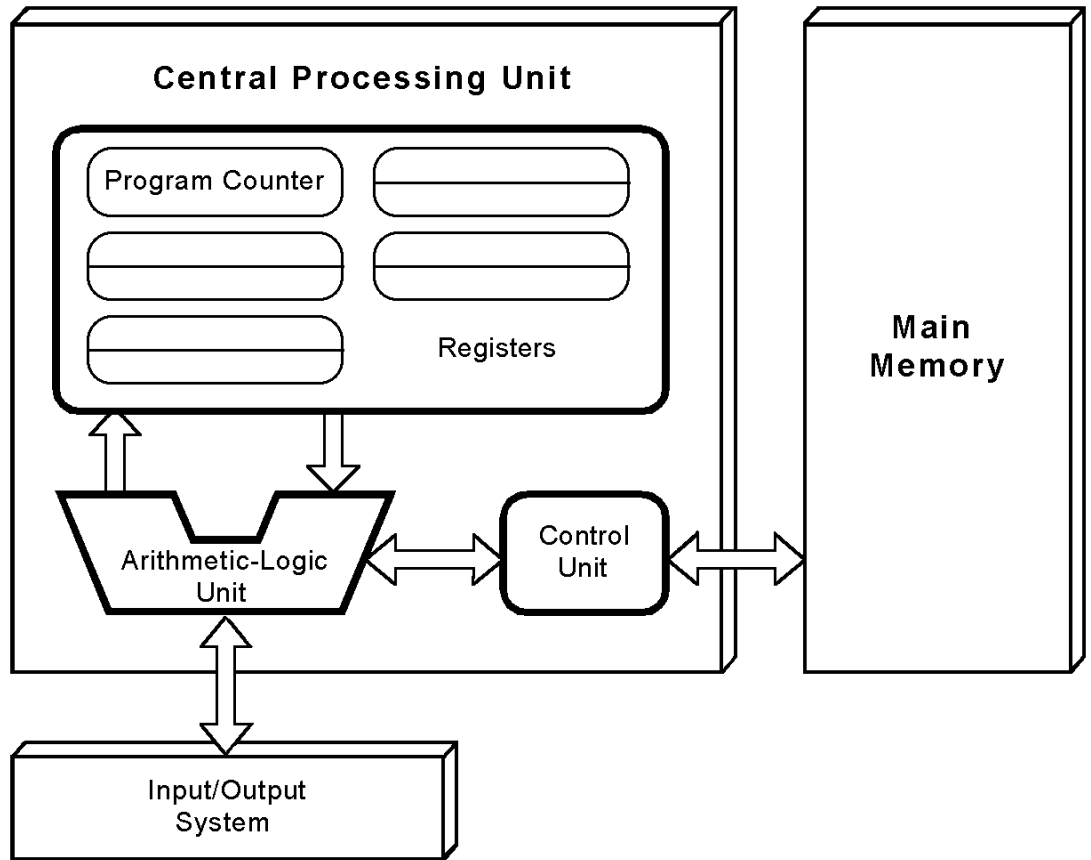 Central Processing Unit
Program Counter
Registers
Main
Memory
Arithmetic-Logic
Unit
Control
Unit
Input/Output
System